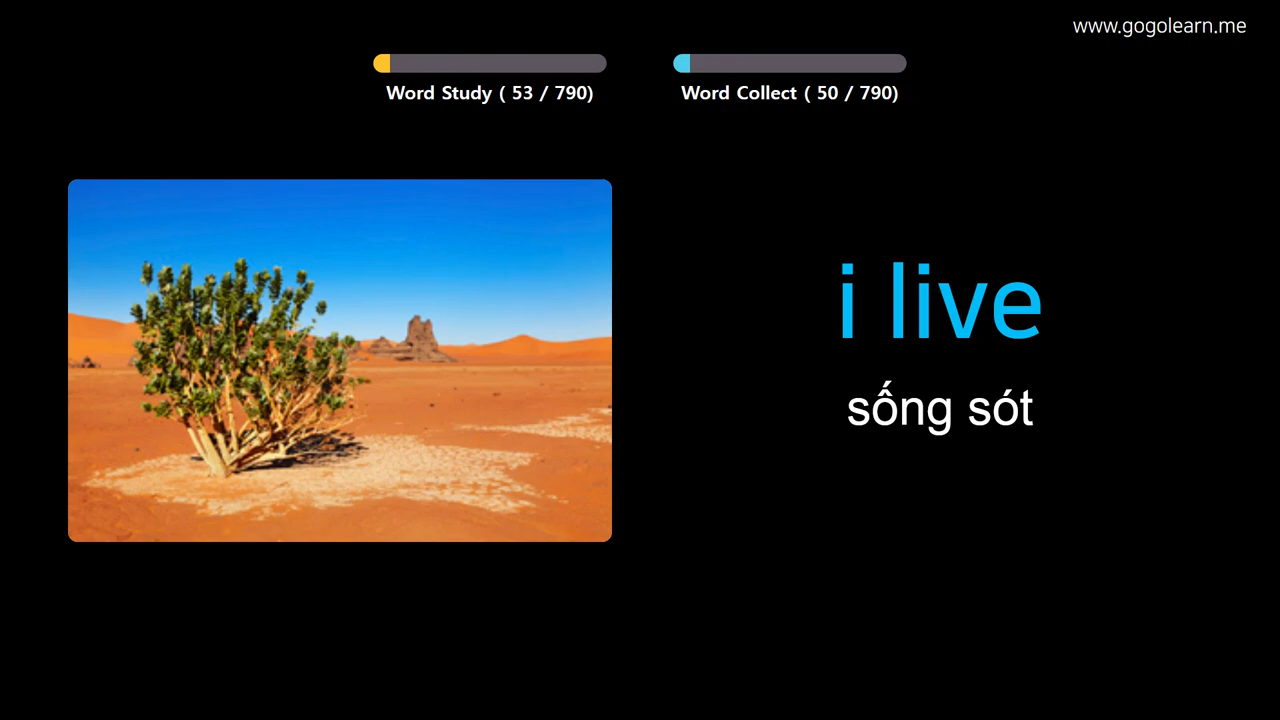 www.gogolearn.me
Word Study ( 53 / 790)
Word Collect ( 50 / 790)
i live
sống sót